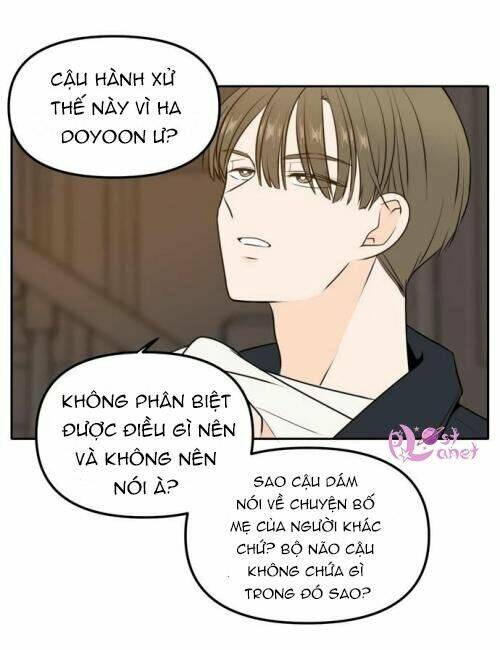 CẬU HÀNH XỬ
THẾ NÀY VÌ HA
DOYOON Ư?
KHÔNG PHÂN BIỆT
ĐƯỢC ĐIỀU GÌ NÊN
VÀ KHÔNG NÊN
NÓI À?
SAO CẬU DÁM
NÓI VỀ CHUYỆN BỐ
MẸ CỦA NGƯỜI KHÁC
CHỨ? BỘ NÃO CẬU
KHÔNG CHỨA GÌ
TRONG ĐÓ SAO?
Lost
Planet